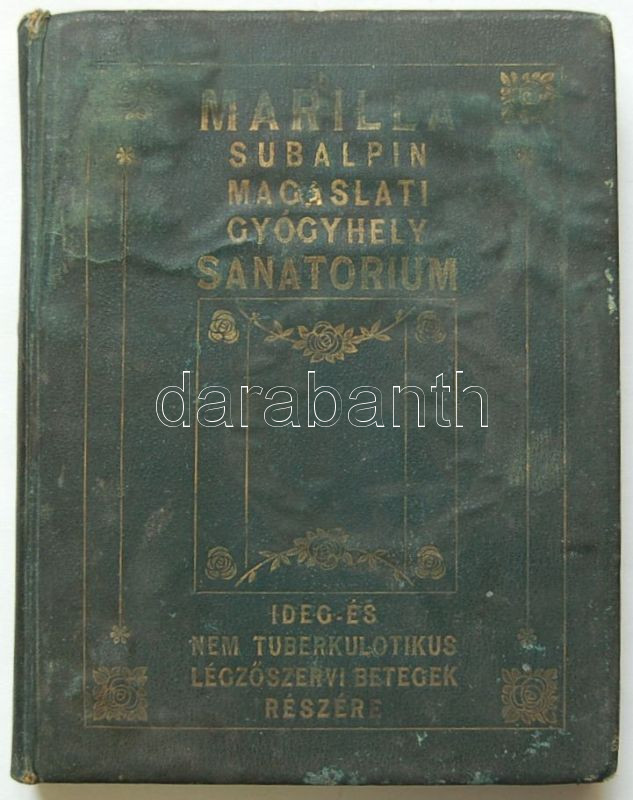 MARILLA
SUBALPIN
MAGASLATI
GYÓGYHELY
SANATORIUM
darabanth
IDEG-ÉS
NEM TUBERKULOTIKUS
LÉGZŐSZERVI BETEGEK
RÉSZÉRE